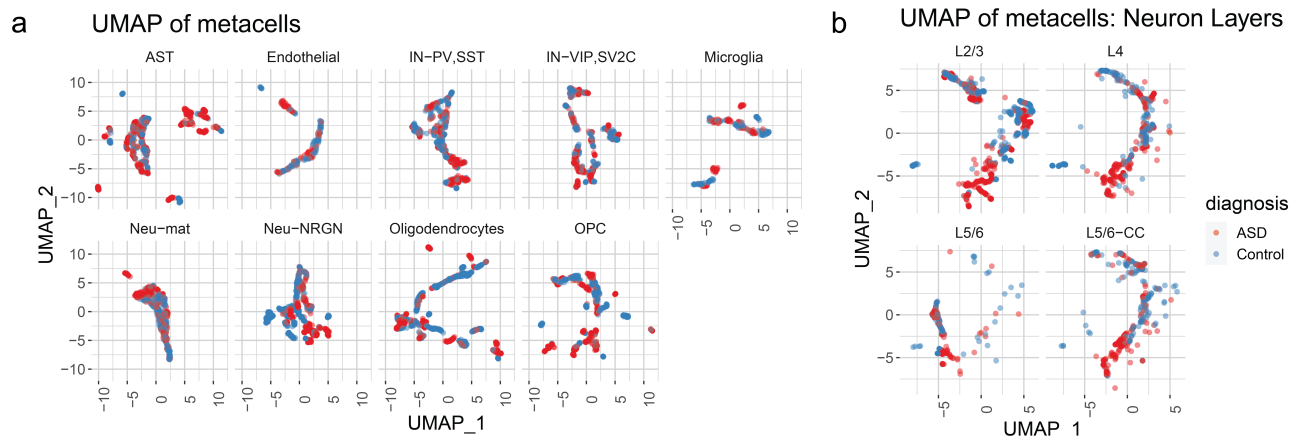 a UMAP of metacells
AST Endothelial IN−PV,SST IN−VIP,SV2C Microglia
10
5
0
−5
−10
Neu−mat Neu−NRGN Oligodendrocytes OPC
10
5
0
−5
−10
UMAP_2
−10 −5 0 5 10 −10 −5 0 5 10 −10 −5 0 5 10 −10 −5 0 5 10 −10 −5 0 5 10
UMAP_1
b UMAP of metacells: Neuron Layers
L2/3 L4
5
0
−5
L5/6 L5/6−CC
5
0
−5
UMAP_2
−5 0 5 −5 0 5
UMAP_1
diagnosis
ASD
Control